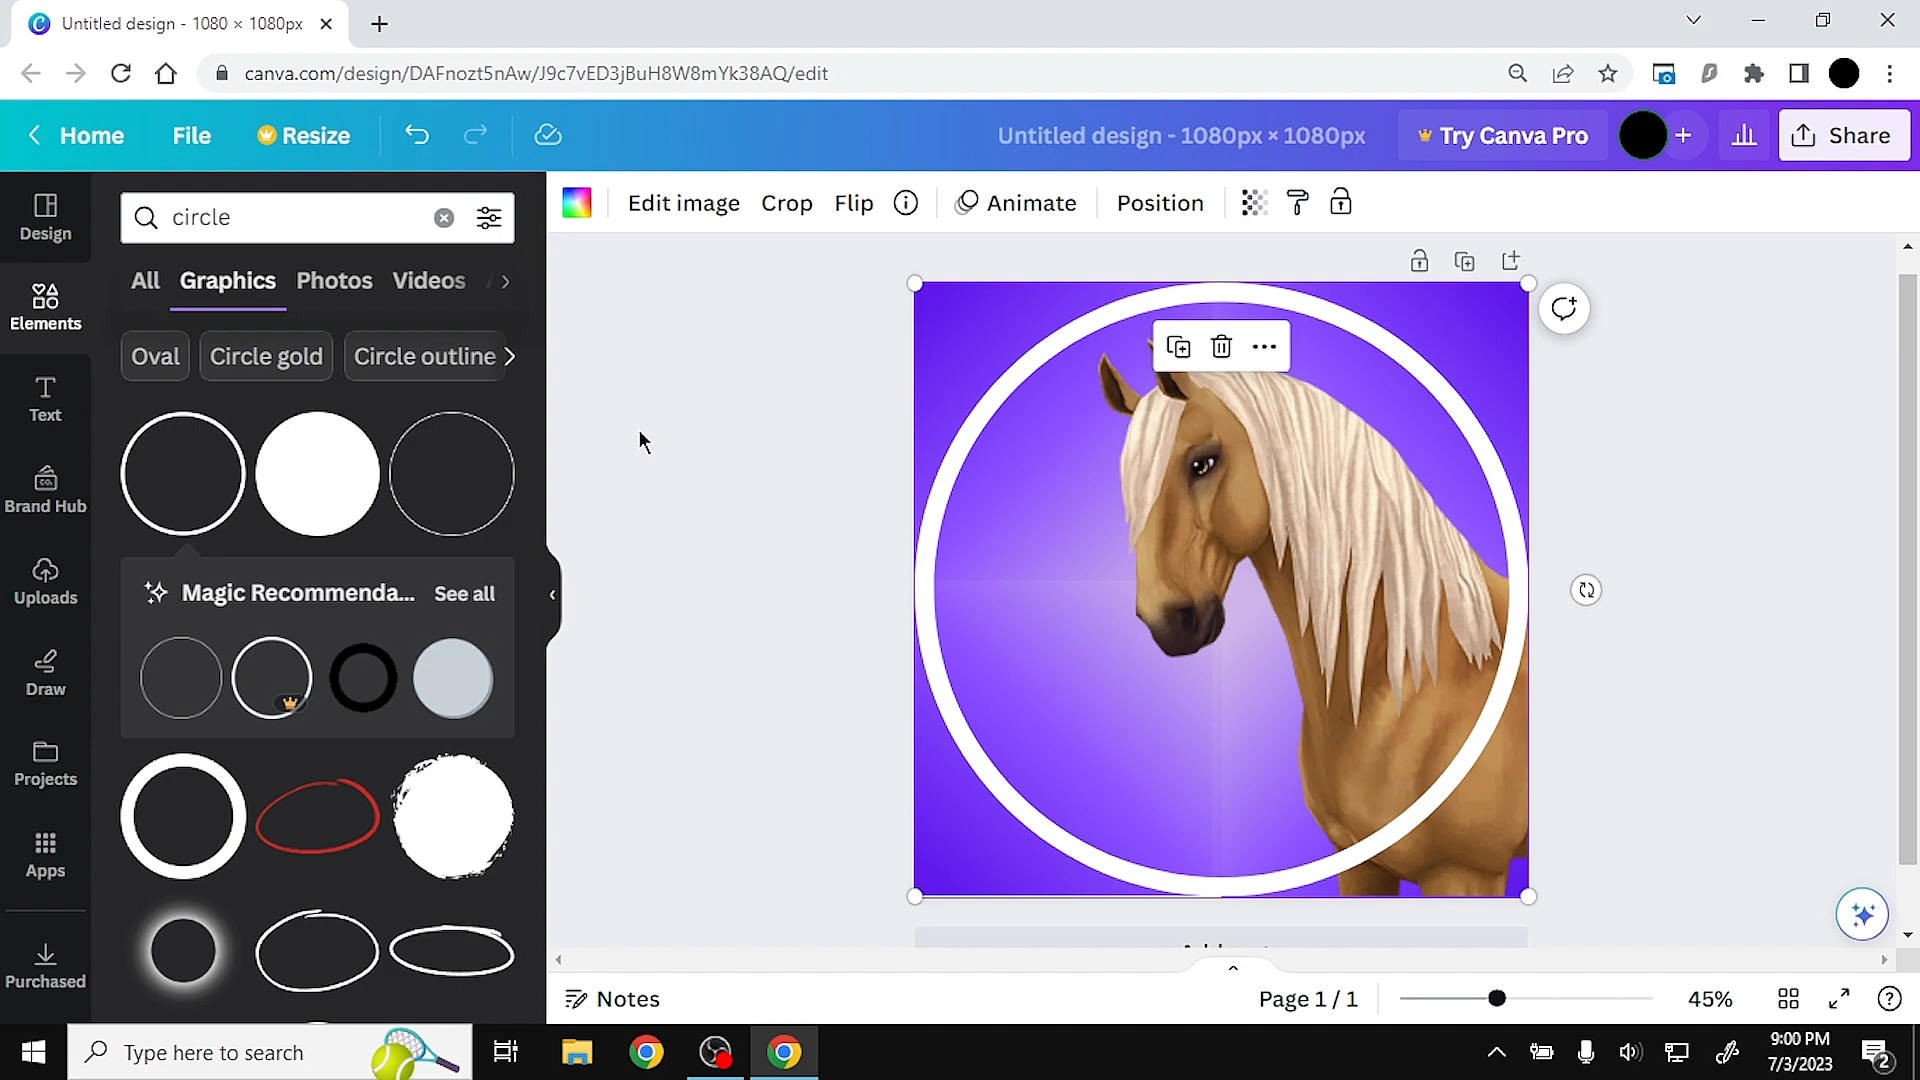 Untitled design - 1080 × 1080px
canva.com/design/DAFnozt5nAw/J9c7vED3jBuH8W8mYk38AQ/edit
Home File Resize Untitled design - 1080px × 1080px Try Canva Pro Share
Design
Elements
Text
Brand Hub
Uploads
Draw
Projects
Apps
Purchased
circle
All Graphics Photos Videos
Oval Circle gold Circle outline
Magic Recommenda... See all
Edit image Crop Flip Animate Position
Notes Page 1 / 1 45%
Type here to search
9:00 PM
7/3/2023
2